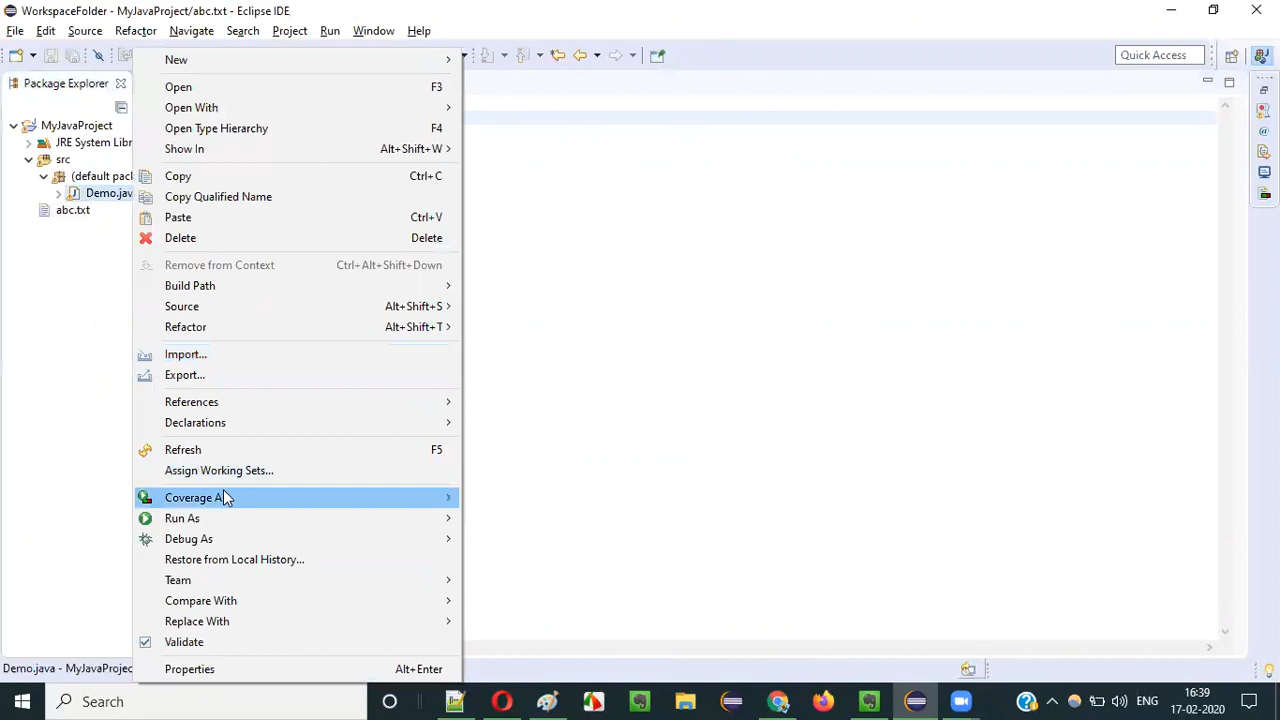 WorkspaceFolder - MyJavaProject/abc.txt - Eclipse IDE
File Edit Source Refactor Navigate Search Project Run Window Help
Quick Access
Package Explorer
MyJavaProject
JRE System Libr
src
(default pack
Demo.jav
abc.txt
New
Open F3
Open With
Open Type Hierarchy F4
Show In Alt+Shift+W
Copy Ctrl+C
Copy Qualified Name
Paste Ctrl+V
Delete Delete
Remove from Context Ctrl+Alt+Shift+Down
Build Path
Source Alt+Shift+S
Refactor Alt+Shift+T
Import...
Export...
References
Declarations
Refresh F5
Assign Working Sets...
Coverage A
Run As
Debug As
Restore from Local History...
Team
Compare With
Replace With
Validate
Properties Alt+Enter
Demo.java - MyJavaProjec
Search
ENG
16:39
17-02-2020